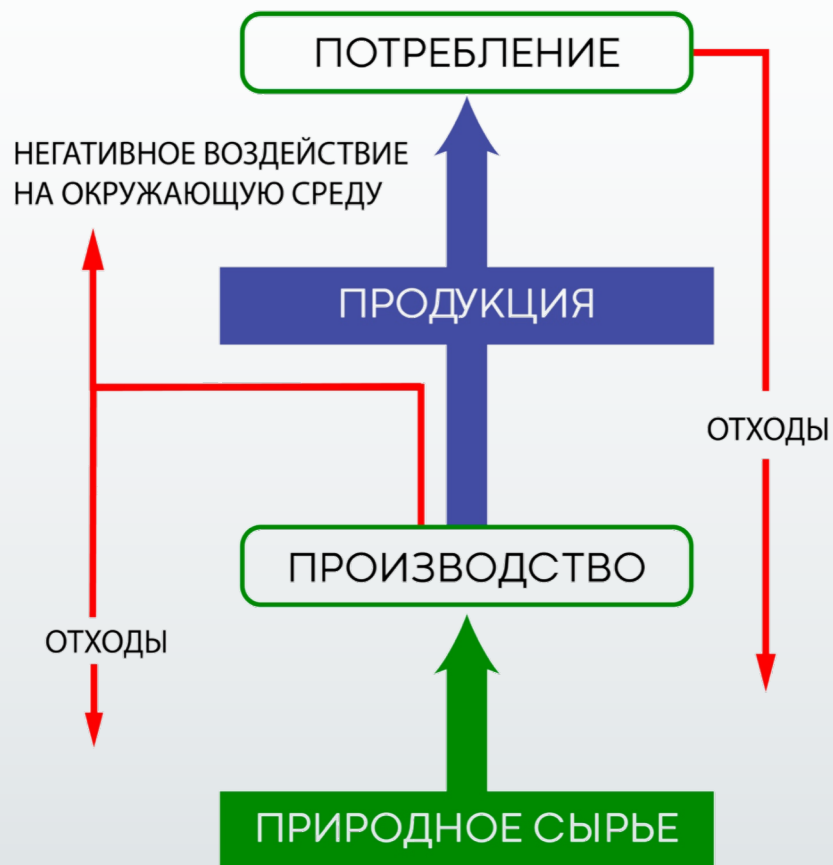 ПОТРЕБЛЕНИЕ
НЕГАТИВНОЕ ВОЗДЕЙСТВИЕ
НА ОКРУЖАЮЩУЮ СРЕДУ
ПРОДУКЦИЯ
ОТХОДЫ
ПРОИЗВОДСТВО
ОТХОДЫ
ПРИРОДНОЕ СЫРЬЕ